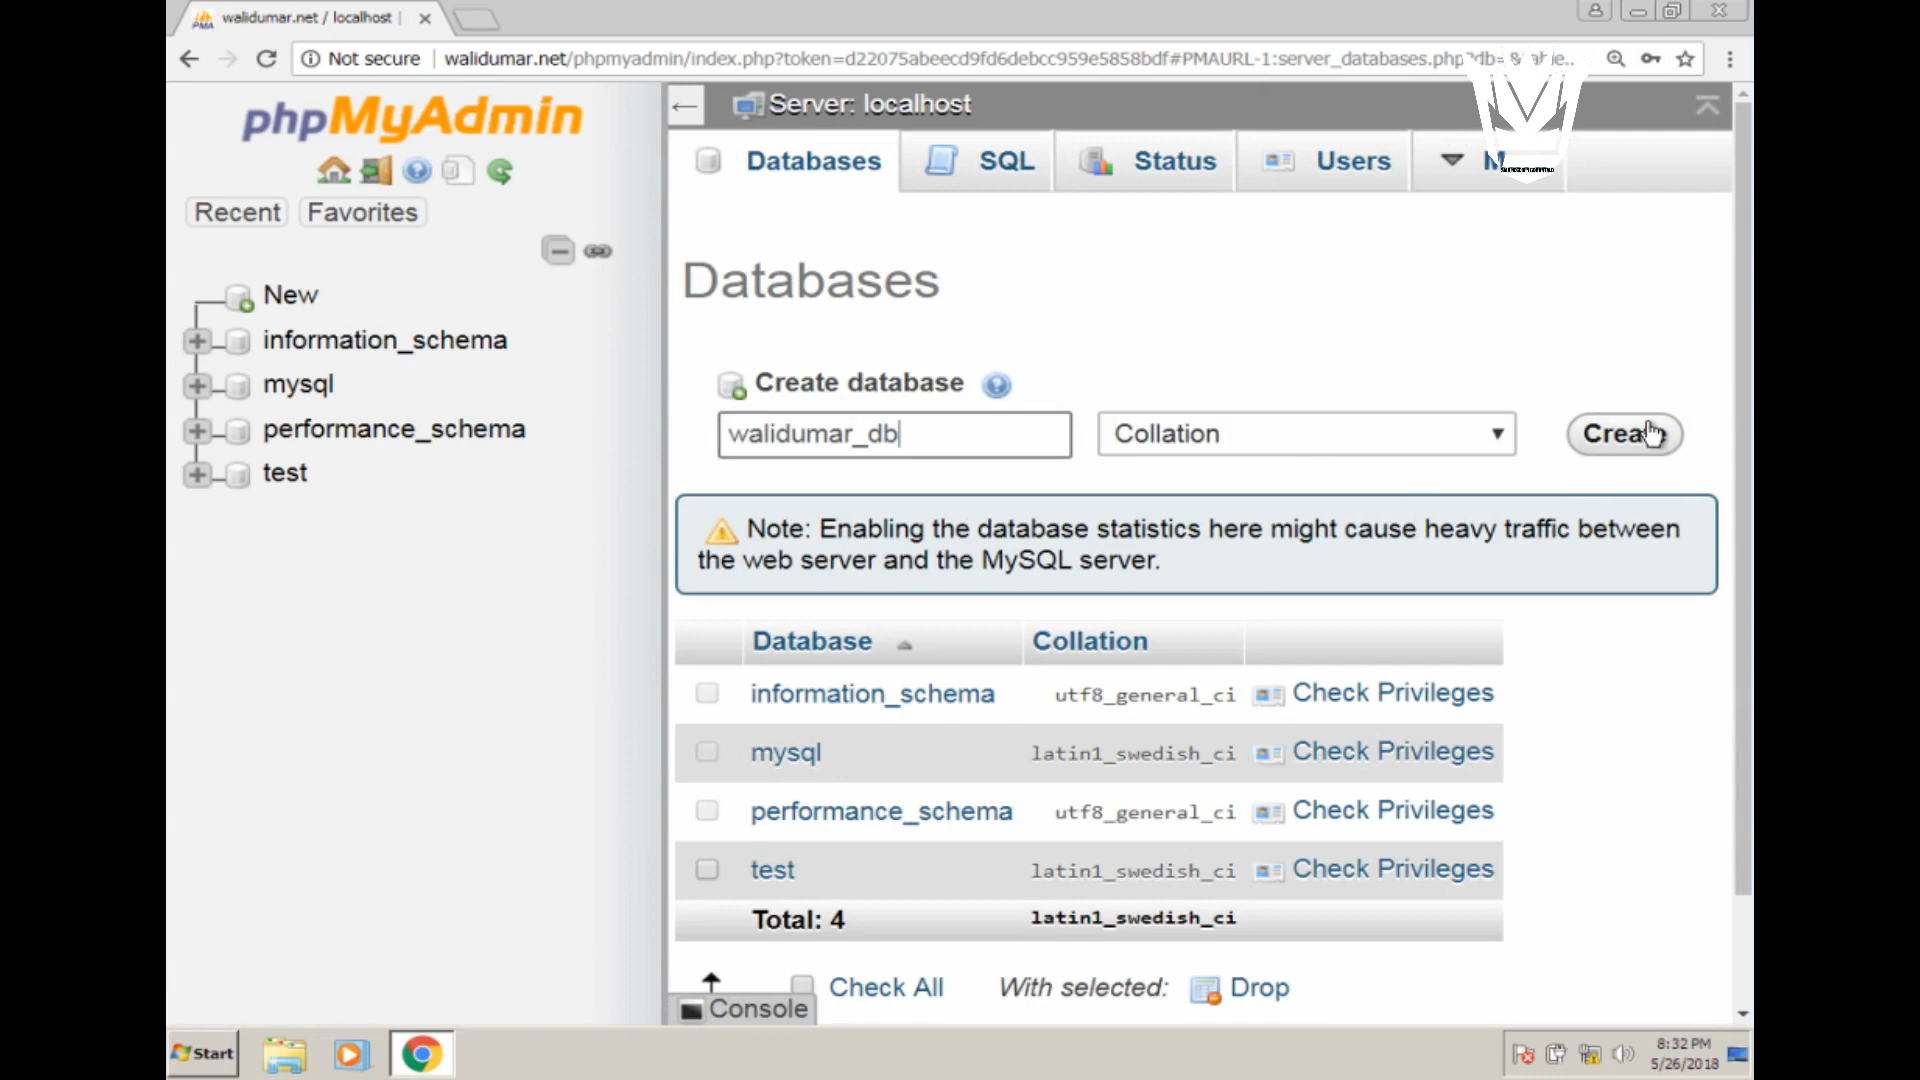 walidumar.net / localhost |
Not secure | walidumar.net/phpmyadmin/index.php?token=d22075abeecd9fd6debcc959e5858bdf#PMAURL-1:server_databases.php?db=&table..
phpMyAdmin
Recent Favorites
New
information_schema
mysql
performance_schema
test
Server: localhost
Databases SQL Status Users
Databases
Create database
walidumar_db Collation Create
Note: Enabling the database statistics here might cause heavy traffic between
the web server and the MySQL server.
Database Collation
information_schema utf8_general_ci Check Privileges
mysql latin1_swedish_ci Check Privileges
performance_schema utf8_general_ci Check Privileges
test latin1_swedish_ci Check Privileges
Total: 4 latin1_swedish_ci
Check All With selected: Drop
Console
Start
8:32 PM
5/26/2018